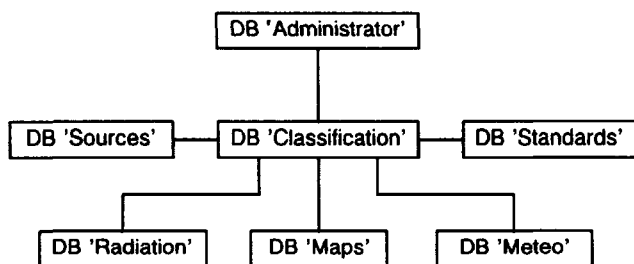 DB 'Administrator'
DB 'Sources'
DB 'Classification'
DB 'Standards'
DB 'Radiation'
DB 'Maps'
DB 'Meteo'